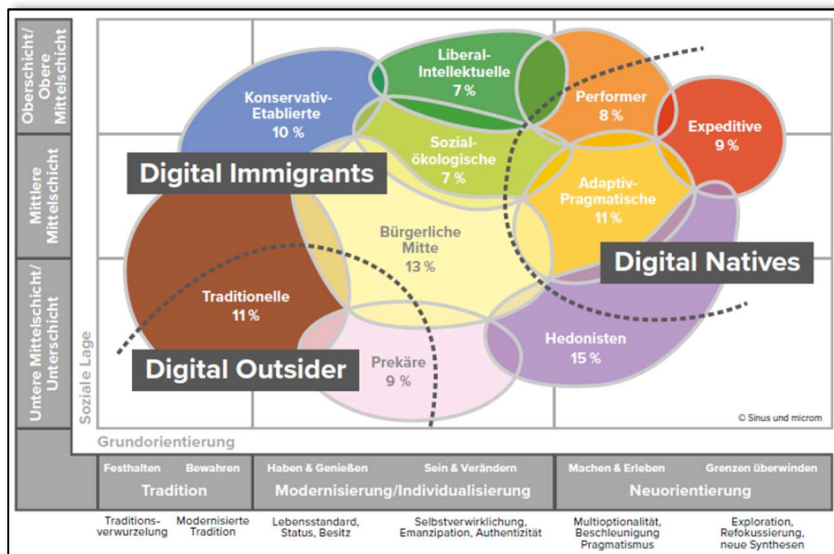 Oberschicht/
Obere
Mittelschicht
Mittlere
Mittelschicht
Untere Mittelschicht/
Unterschicht
Soziale Lage
Konservativ-
Etablierte
10 %
Liberal-
Intellektuelle
7 %
Performer
8 %
Expeditive
9 %
Sozial-
ökologische
7 %
Digital Immigrants
Adaptiv-
Pragmatische
11 %
Bürgerliche
Mitte
13 %
Digital Natives
Traditionelle
11 %
Digital Outsider
Prekäre
9 %
Hedonisten
15 %
© Sinus und microm
Grundorientierung
Festhalten Bewahren Haben & Genießen Sein & Verändern Machen & Erleben Grenzen überwinden
Tradition Modernisierung/Individualisierung Neuorientierung
Traditions-
verwurzelung
Modernisierte
Tradition
Lebensstandard,
Status, Besitz
Selbstverwirklichung,
Emanzipation, Authentizität
Multioptionalität,
Beschleunigung
Pragmatismus
Exploration,
Refokussierung,
neue Synthesen